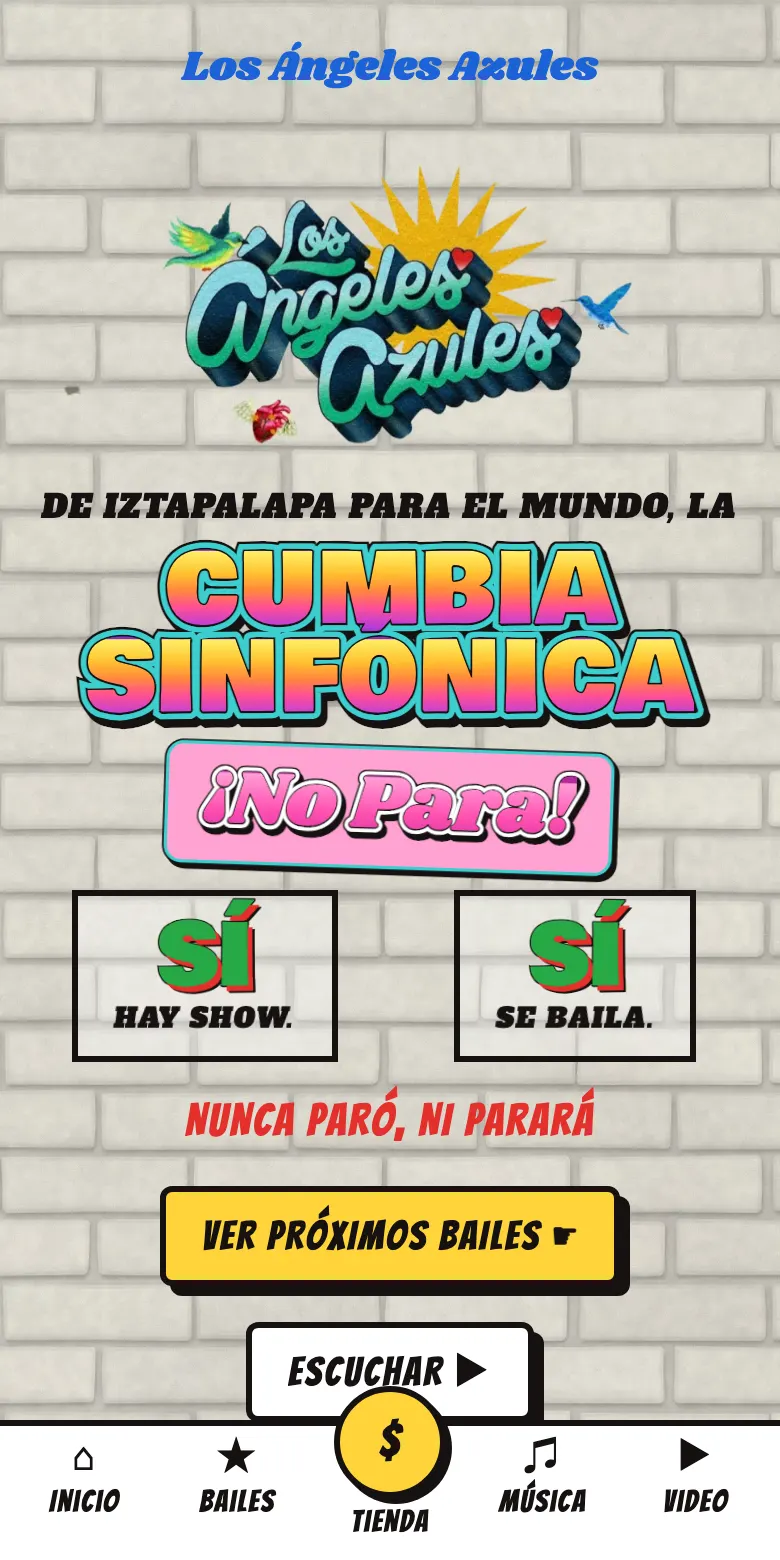 Los Ángeles Azules
Los
Ángeles
Azules
DE IZTAPALAPA PARA EL MUNDO, LA
CUMBIA
SINFÓNICA
¡No Para!
SÍ
HAY SHOW.
SÍ
SE BAILA.
NUNCA PARÓ, NI PARARÁ
VER PRÓXIMOS BAILES ☛
ESCUCHAR ▶
⌂ ★ $ ♫ ▶
INICIO BAILES TIENDA MÚSICA VIDEO